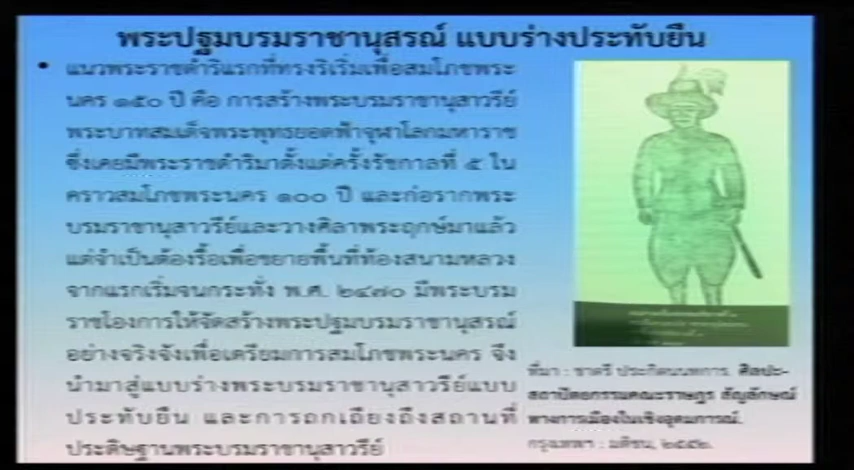 พระปฐมบรมราชานุสรณ์ แบบร่างประทับยืน
• แนวพระราชดำริแรกที่ทรงริเริ่มเพื่อสมโภชพระ
นคร ๑๕๐ ปี คือ การสร้างพระบรมราชานุสาวรีย์
พระบาทสมเด็จพระพุทธยอดฟ้าจุฬาโลกมหาราช
ซึ่งเคยมีพระราชดำริมาตั้งแต่ครั้งรัชกาลที่ ๕ ใน
คราวสมโภชพระนคร ๑๐๐ ปี และก่อรากพระ
บรมราชานุสาวรีย์และวางศิลาพระฤกษ์มาแล้ว
แต่จำเป็นต้องรื้อเพื่อขยายพื้นที่ท้องสนามหลวง
จากแรกเริ่มจนกระทั่ง พ.ศ. ๒๔๗๐ มีพระบรม
ราชโองการให้จัดสร้างพระปฐมบรมราชานุสรณ์
อย่างจริงจังเพื่อเตรียมการสมโภชพระนคร จึง
นำมาสู่แบบร่างพระบรมราชานุสาวรีย์แบบ
ประทับยืน และการถกเถียงถึงสถานที่
ประดิษฐานพระบรมราชานุสาวรีย์
ที่มา : ชาตรี ประกิตนนทการ. ศิลปะ-
สถาปัตยกรรมคณะราษฎร สัญลักษณ์
ทางการเมืองในเชิงอุดมการณ์.
กรุงเทพฯ : มติชน, ๒๕๕๒.